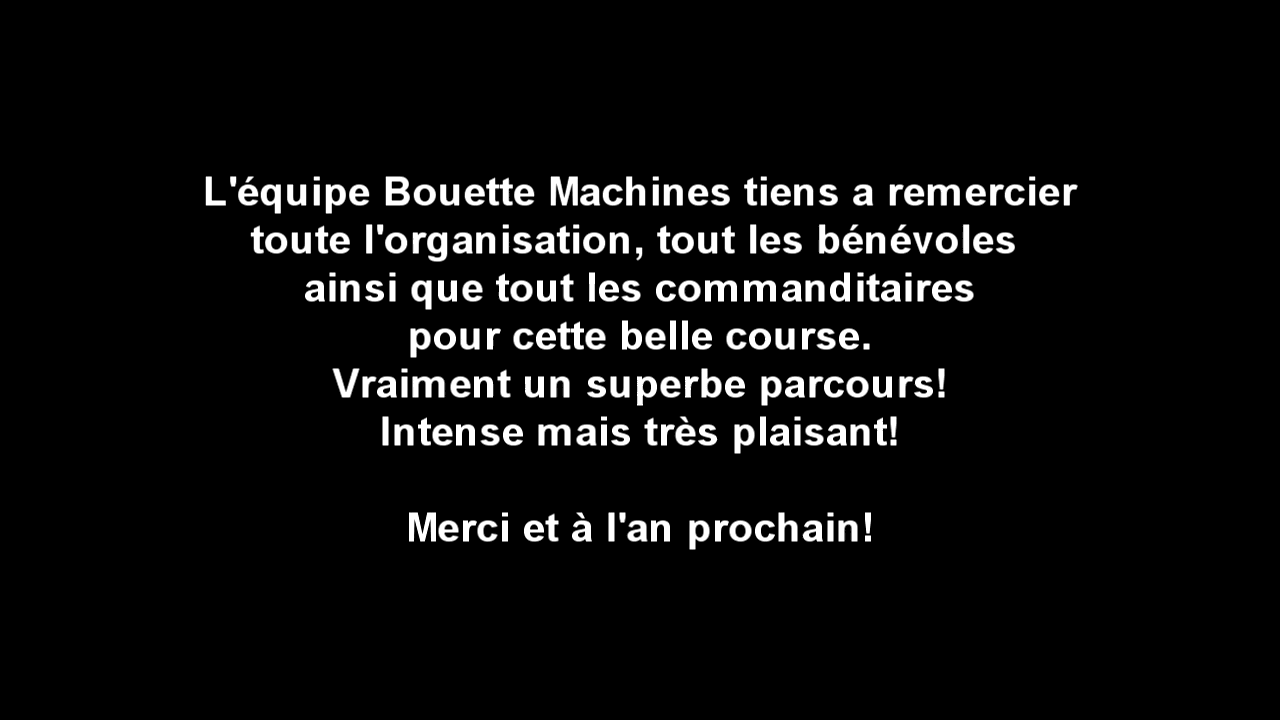 L'équipe Bouette Machines tiens a remercier
toute l'organisation, tout les bénévoles
ainsi que tout les commanditaires
pour cette belle course.
Vraiment un superbe parcours!
Intense mais très plaisant!
Merci et à l'an prochain!